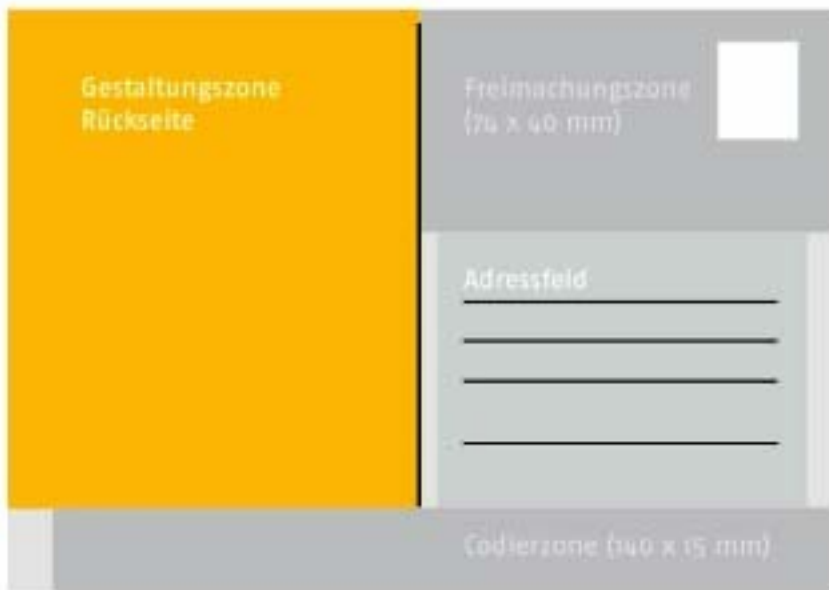 Gestaltungszone
Rückseite
Freimachungszone
(74 x 40 mm)
Adressfeld
Codierzone (140 x 15 mm)